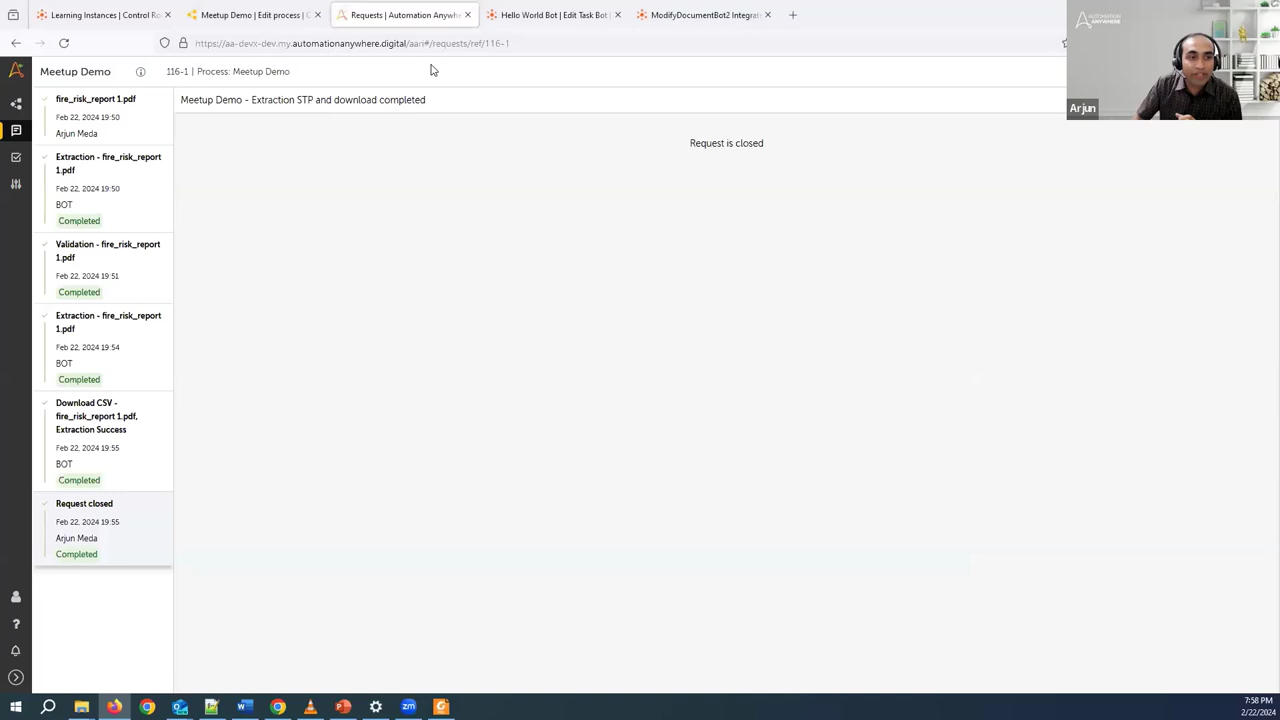 Learning Instances | Control Ro
Meetup Demo | Edit process | C
Requests | Automation Anywhe
Hello World Bot | Edit Task Bot |
ModifyDocumentBot2 Integrat
https://aa-devx-dev.my.automationanywhere.digital/aari#/requests/ref/116-
Meetup Demo
116-1 | Process: Meetup Demo
fire_risk_report 1.pdf
Feb 22, 2024 19:50
Arjun Meda
Extraction - fire_risk_report
1.pdf
Feb 22, 2024 19:50
BOT
Completed
Validation - fire_risk_report
1.pdf
Feb 22, 2024 19:51
Completed
Extraction - fire_risk_report
1.pdf
Feb 22, 2024 19:54
BOT
Completed
Download CSV -
fire_risk_report 1.pdf,
Extraction Success
Feb 22, 2024 19:55
BOT
Completed
Request closed
Feb 22, 2024 19:55
Arjun Meda
Completed
Meetup Demo - Extraction STP and download completed
Request is closed
AUTOMATION
ANYWHERE
Arjun
7:58 PM
2/22/2024